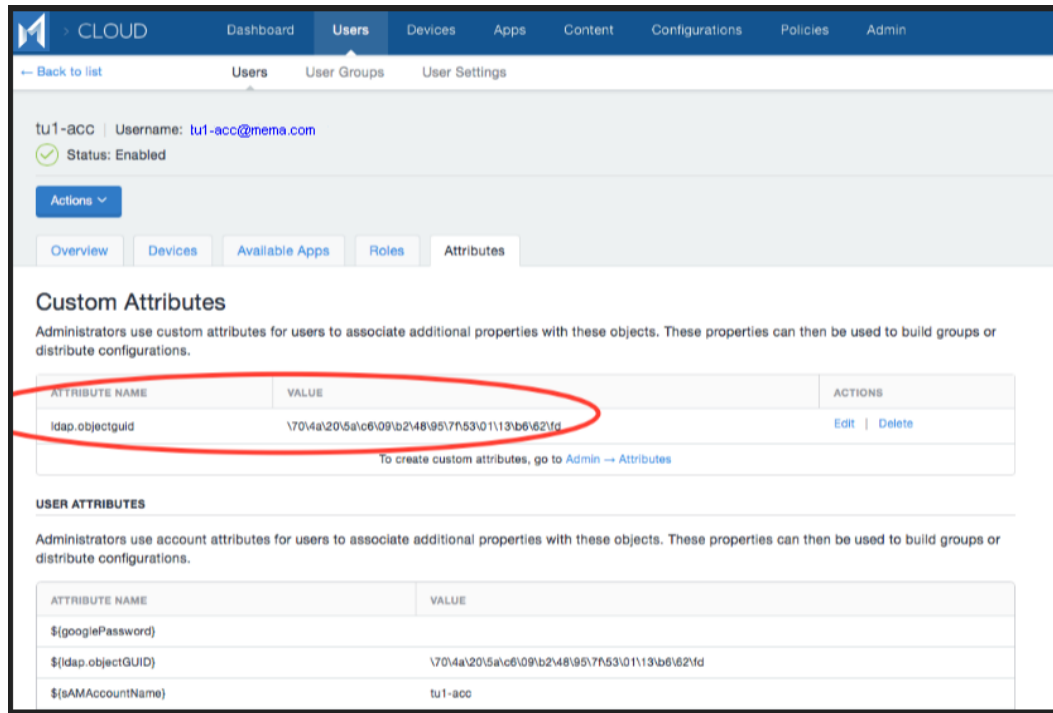 CLOUD Dashboard Users Devices Apps Content Configurations Policies Admin
← Back to list Users User Groups User Settings
tu1-acc | Username: tu1-acc@mema.com
Status: Enabled
Actions
Overview Devices Available Apps Roles Attributes
Custom Attributes
Administrators use custom attributes for users to associate additional properties with these objects. These properties can then be used to build groups or
distribute configurations.
ATTRIBUTE NAME VALUE ACTIONS
ldap.objectguid \70\4a\20\5a\c6\09\b2\48\95\7f\53\01\13\b6\62\fd Edit | Delete
To create custom attributes, go to Admin → Attributes
USER ATTRIBUTES
Administrators use account attributes for users to associate additional properties with these objects. These properties can then be used to build groups or
distribute configurations.
ATTRIBUTE NAME VALUE
${googlePassword}
${ldap.objectGUID} \70\4a\20\5a\c6\09\b2\48\95\7f\53\01\13\b6\62\fd
${sAMAccountName} tu1-acc